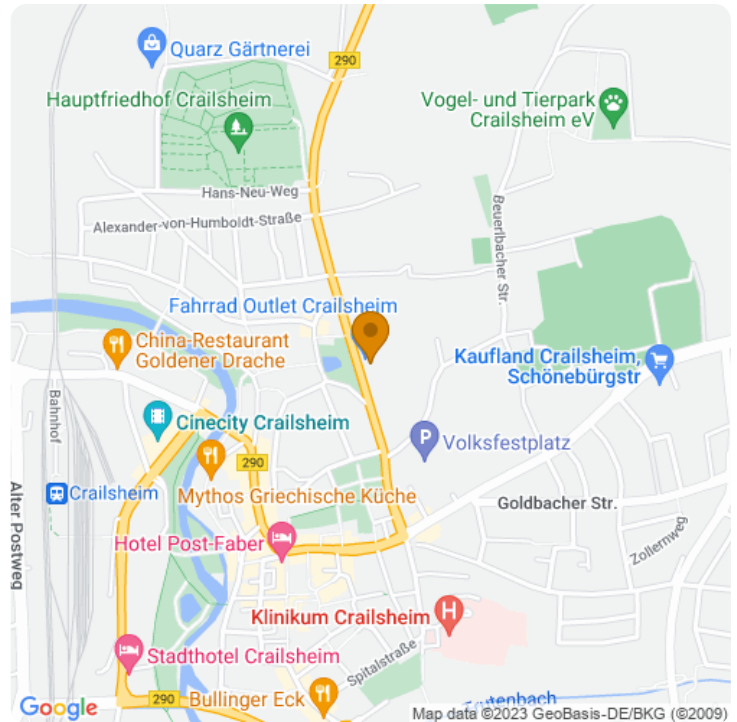 Quarz Gärtnerei
290
Hauptfriedhof Crailsheim
Vogel- und Tierpark
Crailsheim eV
Hans-Neu-Weg
Alexander-von-Humboldt-Straße
Beuerlbacher Str.
Fahrrad Outlet Crailsheim
China-Restaurant
Goldener Drache
Kaufland Crailsheim,
Schönebürgstr
Bahnhof
Cinecity Crailsheim
P
Volksfestplatz
290
Mythos Griechische Küche
Crailsheim
Alter Postweg
Goldbacher Str.
Zollernweg
Hotel Post-Faber
Klinikum Crailsheim
H
Stadthotel Crailsheim
Spitalstraße
290
Bullinger Eck
Google
Map data ©2023 GeoBasis-DE/BKG (©2009)